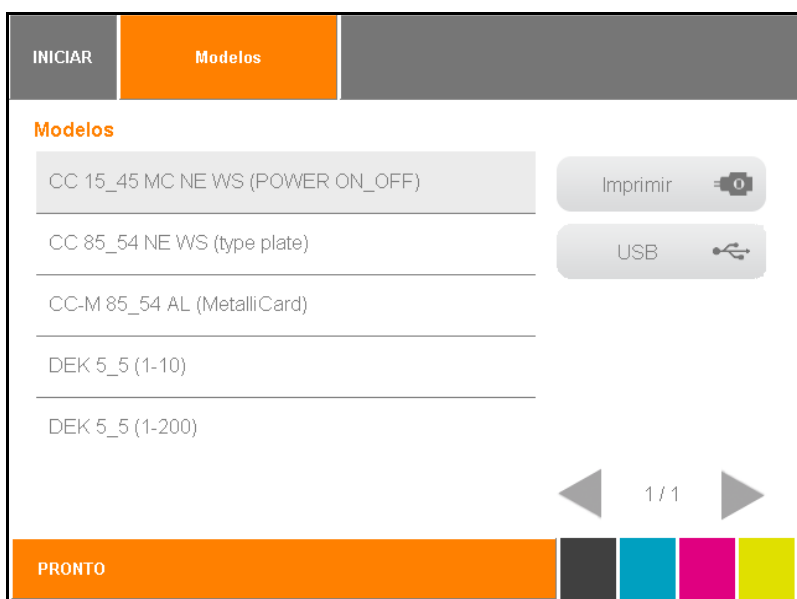 INICIAR
Modelos
Modelos
CC 15_45 MC NE WS (POWER ON_OFF)
Imprimir
CC 85_54 NE WS (type plate)
USB
CC-M 85_54 AL (MetalliCard)
DEK 5_5 (1-10)
DEK 5_5 (1-200)
1 / 1
PRONTO